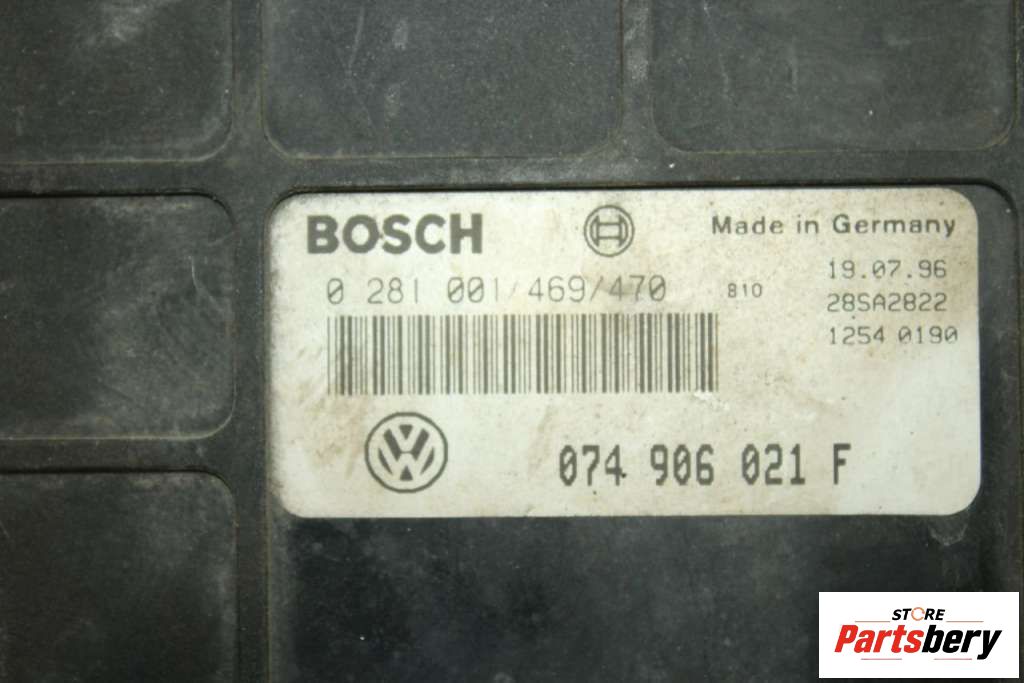 BOSCH
Made in Germany
0 281 001/469/470
B10
19.07.96
28SA2822
1254 0190
074 906 021 F
STORE
Partsbery